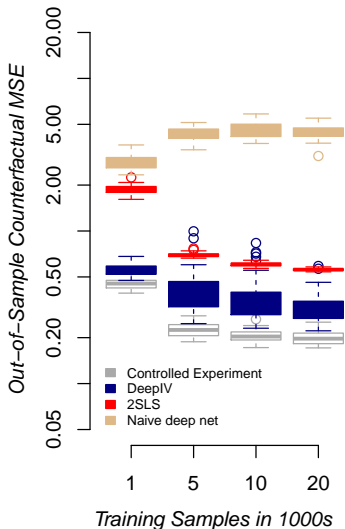 Out−of−Sample Counterfactual MSE
20.00
5.00
2.00
0.50
0.20
0.05
Controlled Experiment
DeepIV
2SLS
Naive deep net
1 5 10 20
Training Samples in 1000s